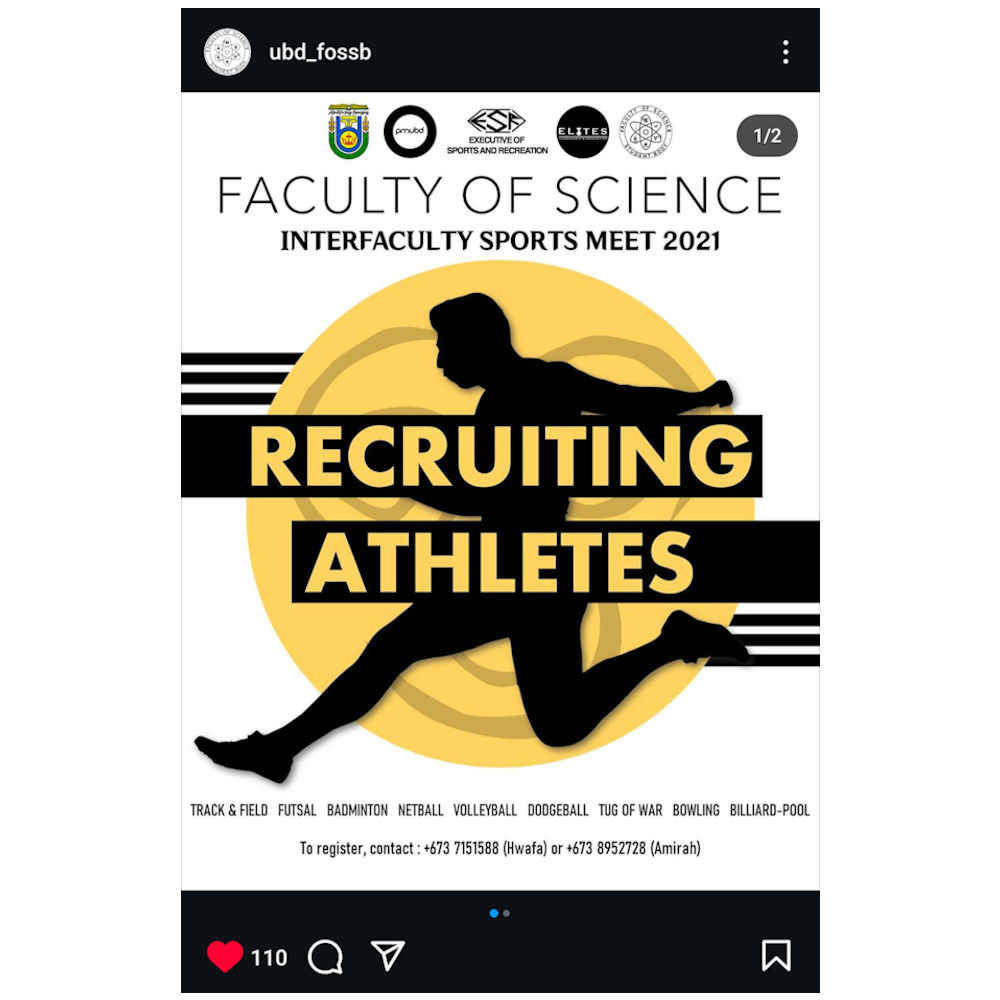 ubd_fossb
pmubd
ESR
EXECUTIVE OF
SPORTS AND RECREATION
ELITES
FACULTY OF SCIENCE
STUDENT BODY
1/2
FACULTY OF SCIENCE
INTERFACULTY SPORTS MEET 2021
RECRUITING
ATHLETES
TRACK & FIELD FUTSAL BADMINTON NETBALL VOLLEYBALL DODGEBALL TUG OF WAR BOWLING BILLIARD-POOL
To register, contact : +673 7151588 (Hwafa) or +673 8952728 (Amirah)
110